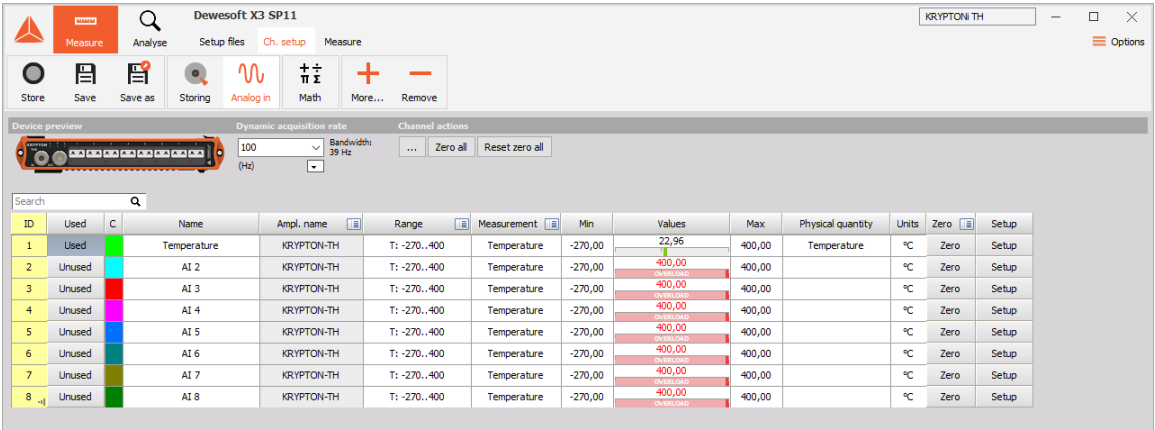 Dewesoft X3 SP11
KRYPTONi TH
Measure
Analyse
Setup files Ch. setup Measure
Options
Store Save Save as Storing Analog in Math More... Remove
Device preview Dynamic acquisition rate Channel actions
100 Bandwidth: ... Zero all Reset zero all
39 Hz
(Hz)
Search
ID Used C Name Ampl. name Range Measurement Min Values Max Physical quantity Units Zero Setup
1 Used Temperature KRYPTON-TH T: -270..400 Temperature -270,00 22,96 400,00 Temperature °C Zero Setup
2 Unused AI 2 KRYPTON-TH T: -270..400 Temperature -270,00 400,00 OVERLOAD 400,00 °C Zero Setup
3 Unused AI 3 KRYPTON-TH T: -270..400 Temperature -270,00 400,00 OVERLOAD 400,00 °C Zero Setup
4 Unused AI 4 KRYPTON-TH T: -270..400 Temperature -270,00 400,00 OVERLOAD 400,00 °C Zero Setup
5 Unused AI 5 KRYPTON-TH T: -270..400 Temperature -270,00 400,00 OVERLOAD 400,00 °C Zero Setup
6 Unused AI 6 KRYPTON-TH T: -270..400 Temperature -270,00 400,00 OVERLOAD 400,00 °C Zero Setup
7 Unused AI 7 KRYPTON-TH T: -270..400 Temperature -270,00 400,00 OVERLOAD 400,00 °C Zero Setup
8 Unused AI 8 KRYPTON-TH T: -270..400 Temperature -270,00 400,00 OVERLOAD 400,00 °C Zero Setup